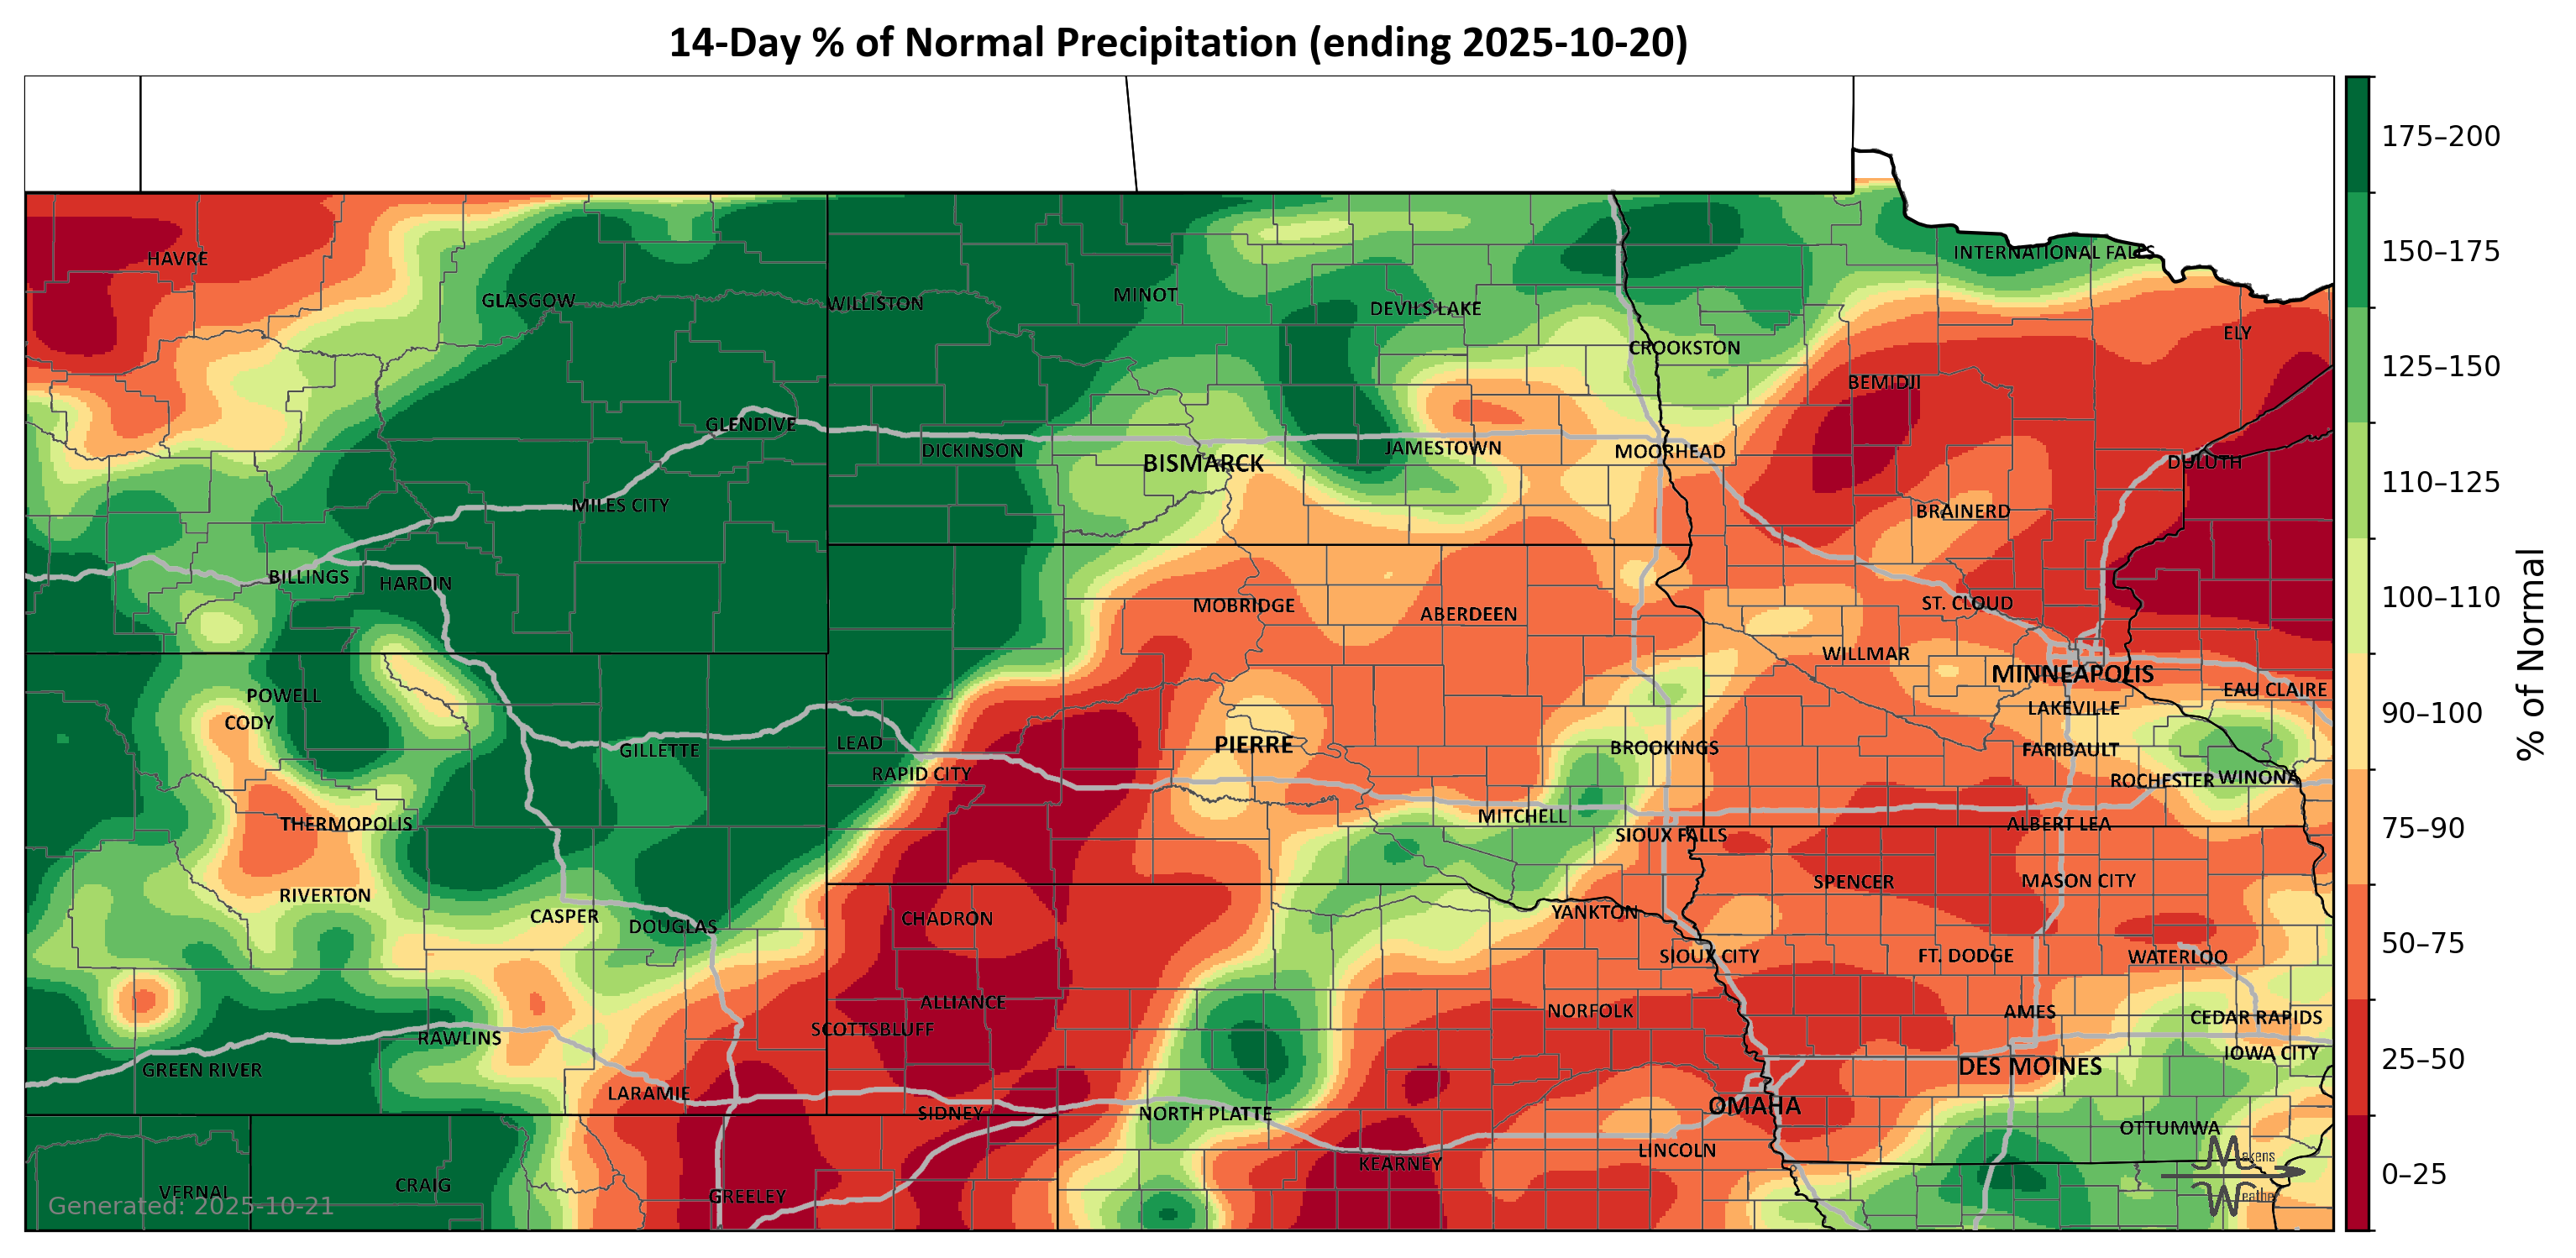 14-Day % of Normal Precipitation (ending 2025-10-20)
175–200
150–175
125–150
110–125
100–110
90–100
75–90
50–75
25–50
0–25
% of Normal
HAVRE
INTERNATIONAL FALLS
GLASGOW
WILLISTON
MINOT
DEVILS LAKE
ELY
CROOKSTON
BEMIDJI
GLENDIVE
DICKINSON
BISMARCK
JAMESTOWN
MOORHEAD
DULUTH
MILES CITY
BRAINERD
BILLINGS
HARDIN
MOBRIDGE
ABERDEEN
ST. CLOUD
WILLMAR
MINNEAPOLIS
POWELL
EAU CLAIRE
CODY
LAKEVILLE
GILLETTE
LEAD
PIERRE
BROOKINGS
FARIBAULT
RAPID CITY
ROCHESTER
WINONA
THERMOPOLIS
MITCHELL
SIOUX FALLS
ALBERT LEA
RIVERTON
SPENCER
MASON CITY
CASPER
DOUGLAS
CHADRON
YANKTON
SIOUX CITY
FT. DODGE
WATERLOO
ALLIANCE
NORFOLK
AMES
CEDAR RAPIDS
SCOTTSBLUFF
RAWLINS
IOWA CITY
GREEN RIVER
DES MOINES
LARAMIE
OMAHA
SIDNEY
NORTH PLATTE
OTTUMWA
LINCOLN
KEARNEY
VERNAL
CRAIG
GREELEY
Generated: 2025-10-21
Makens
Weather